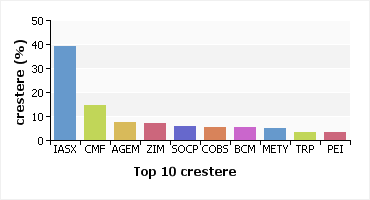 50
40
30
20
10
0
crestere (%)
IASX CMF AGEM ZIM SOCP COBS BCM METY TRP PEI
Top 10 crestere